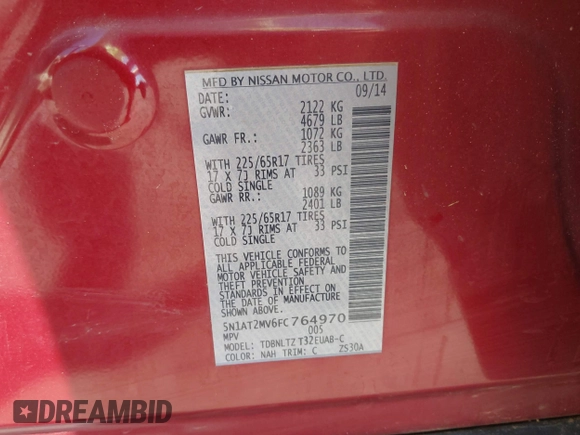 MFD BY NISSAN MOTOR CO., LTD.
DATE: 09/14
GVWR: 2122 KG
4679 LB
GAWR FR.: 1072 KG
2363 LB
WITH 225/65R17 TIRES
17 X 7J RIMS AT 33 PSI
COLD SINGLE
GAWR RR.: 1089 KG
2401 LB
WITH 225/65R17 TIRES
17 X 7J RIMS AT 33 PSI
COLD SINGLE
THIS VEHICLE CONFORMS TO
ALL APPLICABLE FEDERAL
MOTOR VEHICLE SAFETY AND
THEFT PREVENTION
STANDARDS IN EFFECT ON
THE DATE OF MANUFACTURE
SHOWN ABOVE.
5N1AT2MV6FC764970
MPV 005
MODEL: TDBNLTZ T32EUAB-C
COLOR: NAH TRIM: C ZS30A
DREAMBID